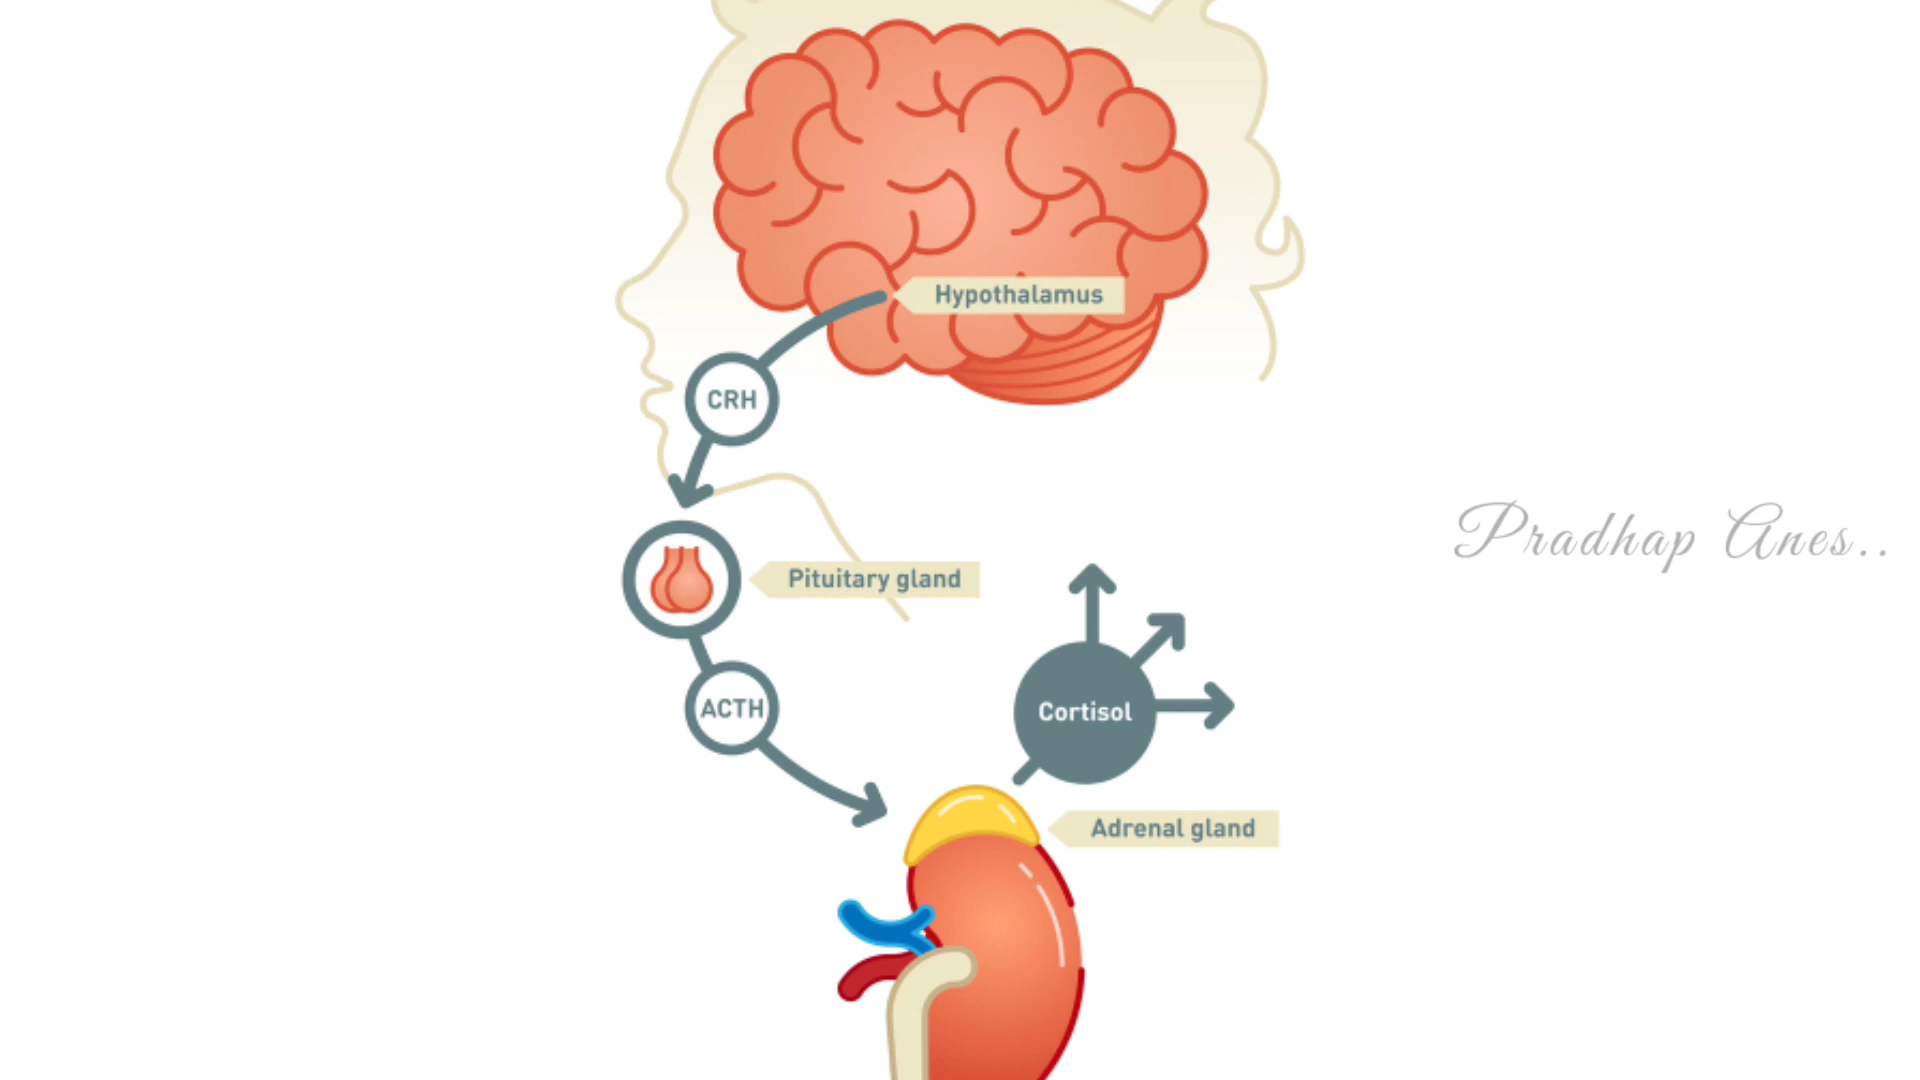 Hypothalamus
CRH
Pradhap Anes..
Pituitary gland
ACTH
Cortisol
Adrenal gland